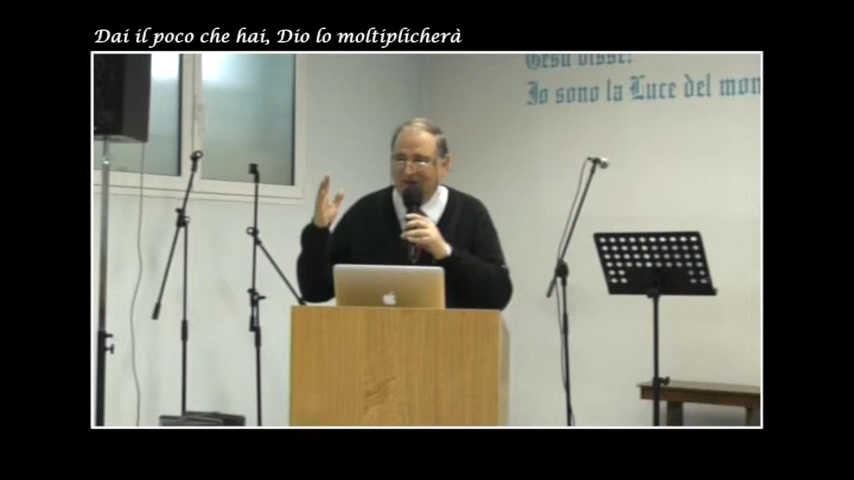 Dai il poco che hai, Dio lo moltiplicherà
Gesù disse:
Io sono la Luce del mon